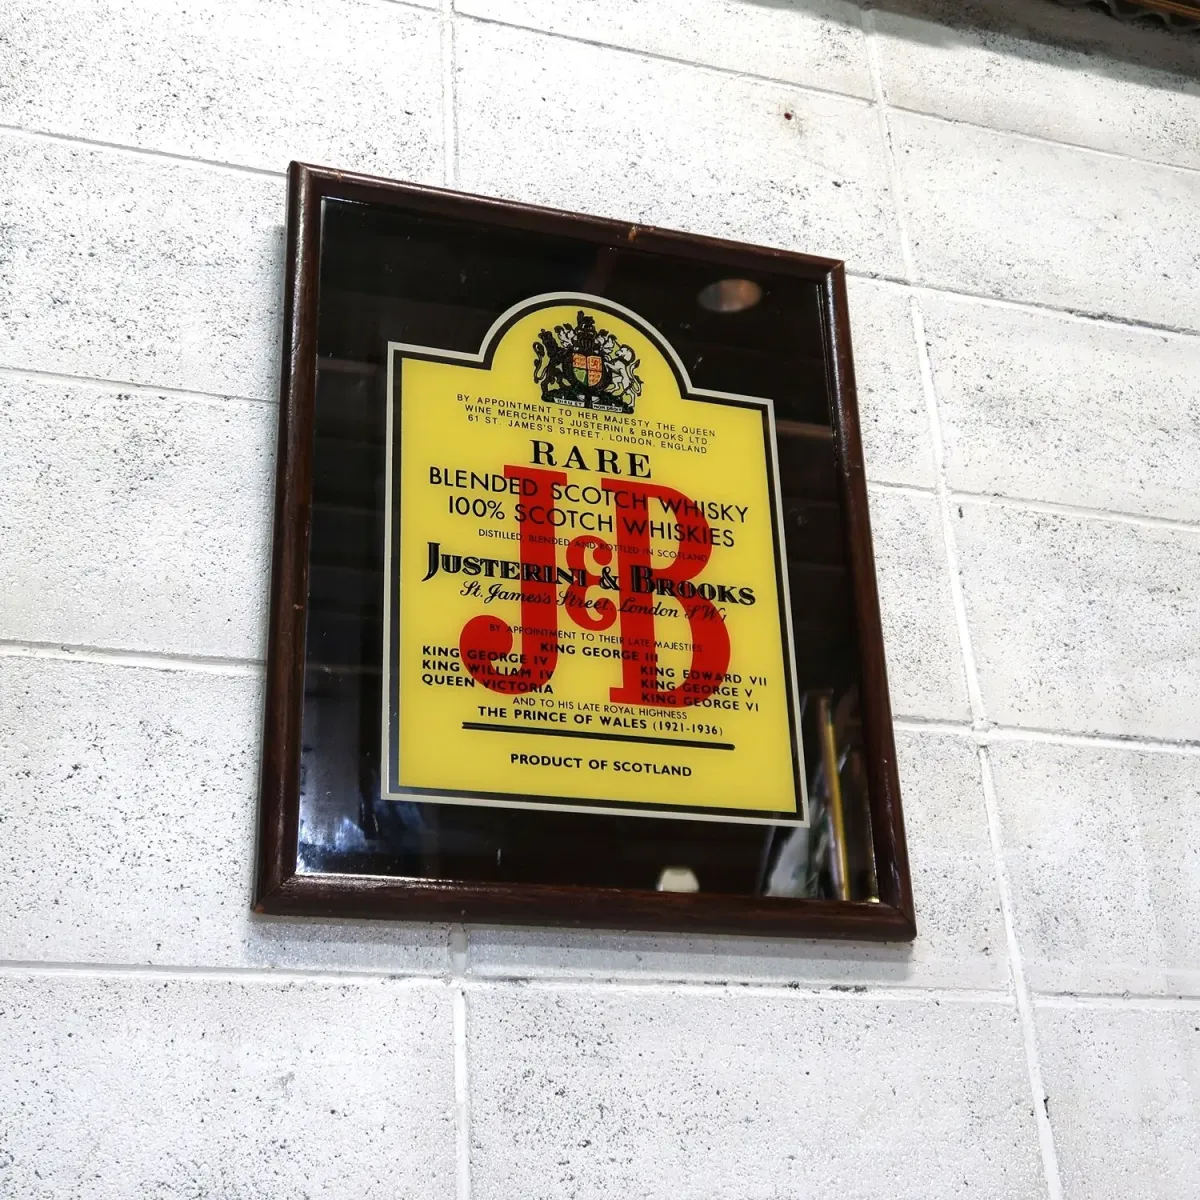 DIEU ET MON DROIT
BY APPOINTMENT TO HER MAJESTY THE QUEEN
WINE MERCHANTS JUSTERINI & BROOKS LTD
61 ST. JAMES'S STREET, LONDON, ENGLAND
RARE
BLENDED SCOTCH WHISKY
100% SCOTCH WHISKIES
DISTILLED, BLENDED AND BOTTLED IN SCOTLAND
J&B
JUSTERINI & BROOKS
St. James's Street, London S.W.1
BY APPOINTMENT TO THEIR LATE MAJESTIES
KING GEORGE III
KING GEORGE IV KING EDWARD VII
KING WILLIAM IV KING GEORGE V
QUEEN VICTORIA KING GEORGE VI
AND TO HIS LATE ROYAL HIGHNESS
THE PRINCE OF WALES (1921-1936)
PRODUCT OF SCOTLAND